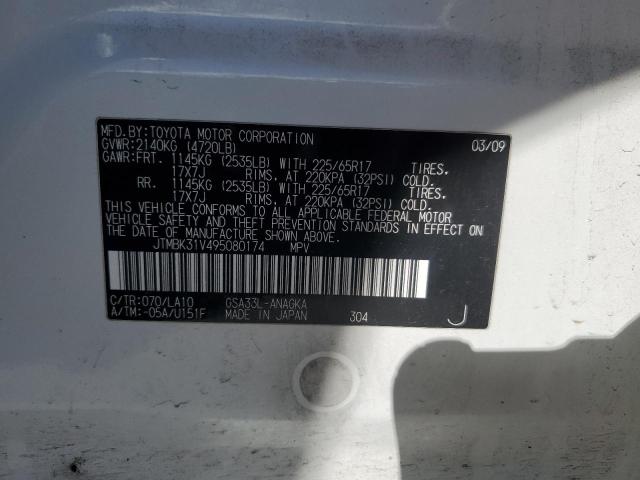 MFD.BY:TOYOTA MOTOR CORPORATION 03/09
GVWR:2140KG (4720LB)
GAWR:FRT. 1145KG (2535LB) WITH 225/65R17 TIRES.
17X7J RIMS. AT 220KPA (32PSI) COLD.
RR. 1145KG (2535LB) WITH 225/65R17 TIRES.
17X7J RIMS. AT 220KPA (32PSI) COLD.
THIS VEHICLE CONFORMS TO ALL APPLICABLE FEDERAL MOTOR
VEHICLE SAFETY AND THEFT PREVENTION STANDARDS IN EFFECT ON
THE DATE OF MANUFACTURE SHOWN ABOVE.
JTMBK31V495080174 MPV
C/TR:070/LA10 GSA33L-ANAGKA
A/TM:-05A/U151F MADE IN JAPAN 304 J